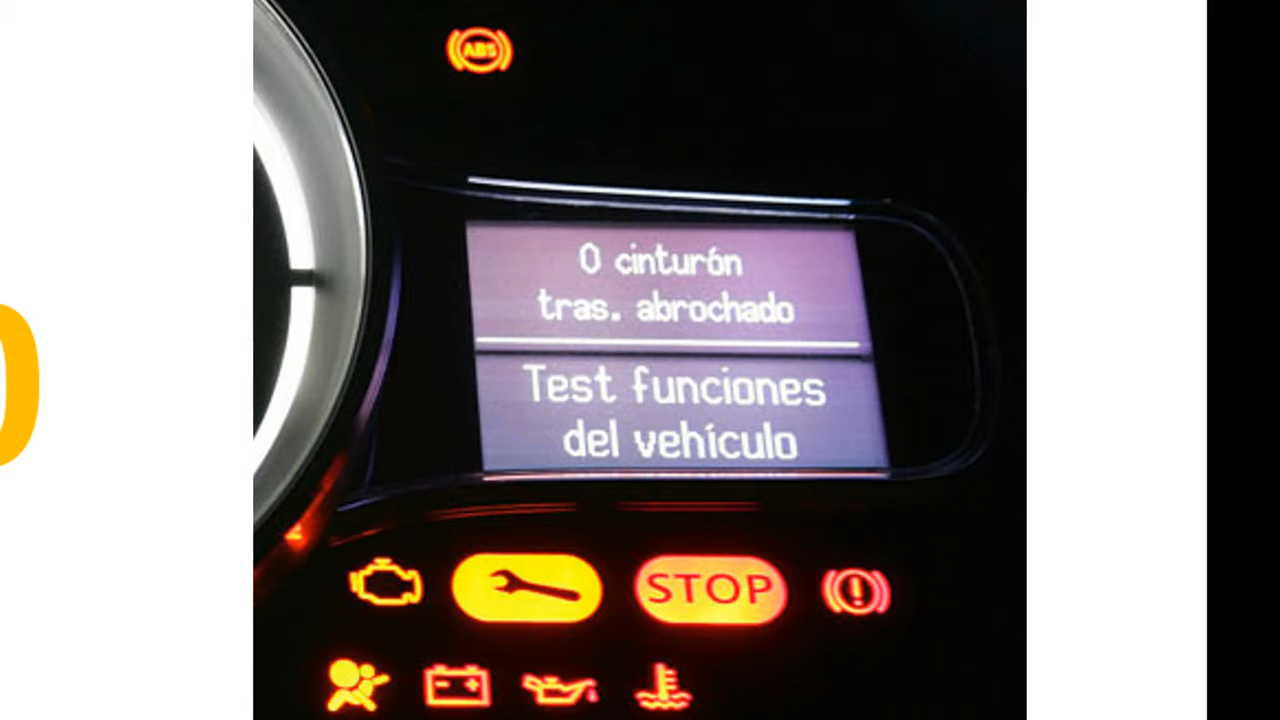 ABS
0 cinturón
tras. abrochado
Test funciones
del vehículo
STOP